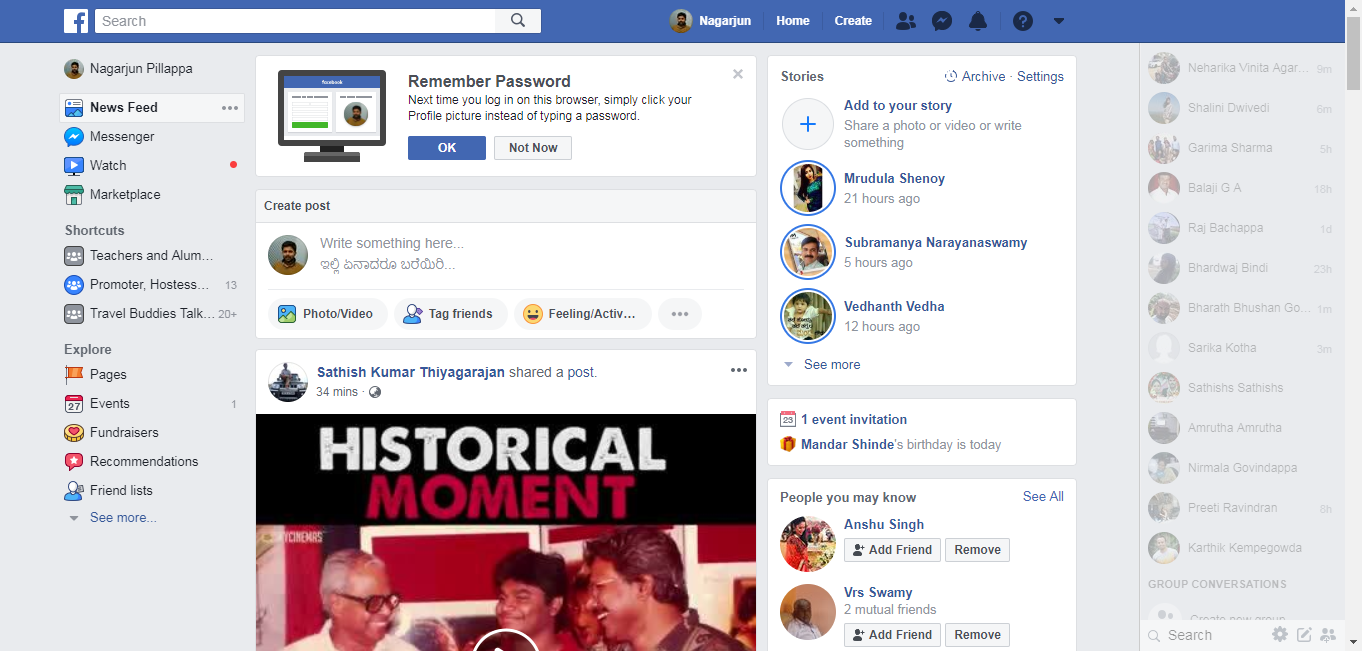 Search
Nagarjun
Home
Create
Nagarjun Pillappa
News Feed
Messenger
Watch
Marketplace
Shortcuts
Teachers and Alum...
Promoter, Hostess... 13
Travel Buddies Talk... 20+
Explore
Pages
Events 1
Fundraisers
Recommendations
Friend lists
See more...
facebook
Remember Password
Next time you log in on this browser, simply click your
Profile picture instead of typing a password.
OK
Not Now
Create post
Write something here...
ಇಲ್ಲಿ ಏನಾದರೂ ಬರೆಯಿರಿ...
Photo/Video
Tag friends
Feeling/Activ...
Sathish Kumar Thiyagarajan shared a post.
34 mins ·
HISTORICAL
MOMENT
Stories
Archive · Settings
Add to your story
Share a photo or video or write
something
Mrudula Shenoy
21 hours ago
Subramanya Narayanaswamy
5 hours ago
Vedhanth Vedha
12 hours ago
See more
23 1 event invitation
Mandar Shinde's birthday is today
People you may know
See All
Anshu Singh
Add Friend
Remove
Vrs Swamy
2 mutual friends
Add Friend
Remove
Neharika Vinita Agar... 9m
Shalini Dwivedi 6m
Garima Sharma 5h
Balaji G A 18h
Raj Bachappa 1d
Bhardwaj Bindi 23h
Bharath Bhushan Go... 1m
Sarika Kotha 3m
Sathishs Sathishs
Amrutha Amrutha
Nirmala Govindappa
Preeti Ravindran 8h
Karthik Kempegowda
GROUP CONVERSATIONS
Create new group
Search